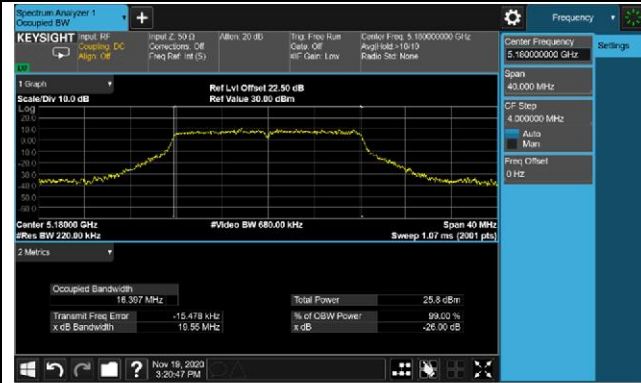 Spectrum Analyzer 1
Occupied BW
Frequency
KEYSIGHT
Input: RF
Coupling: DC
Align: Off
Input Z: 50 Ω
Corrections: Off
Freq Ref: Int (S)
Atten: 20 dB
Trig: Free Run
Gate: Off
#IF Gain: Low
Center Freq: 5.180000000 GHz
Avg|Hold:>10/10
Radio Std: None
Center Frequency
5.180000000 GHz
Settings
Span
40.000 MHz
CF Step
4.000000 MHz
Auto
Man
Freq Offset
0 Hz
1 Graph
Scale/Div 10.0 dB
Ref Lvl Offset 22.50 dB
Ref Value 30.00 dBm
Log
20.0
10.0
0.00
-10.0
-20.0
-30.0
-40.0
-50.0
-60.0
Center 5.18000 GHz
#Res BW 220.00 kHz
#Video BW 680.00 kHz
Span 40 MHz
Sweep 1.07 ms (2001 pts)
2 Metrics
Occupied Bandwidth
16.397 MHz
Total Power
25.8 dBm
Transmit Freq Error
-15.478 kHz
% of OBW Power
99.00 %
x dB Bandwidth
19.55 MHz
x dB
-26.00 dB
Nov 19, 2020
3:20:47 PM